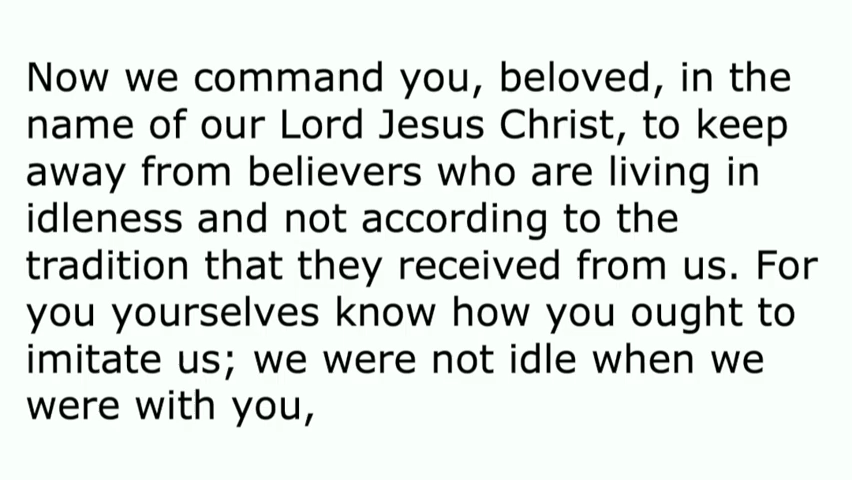 Now we command you, beloved, in the
name of our Lord Jesus Christ, to keep
away from believers who are living in
idleness and not according to the
tradition that they received from us. For
you yourselves know how you ought to
imitate us; we were not idle when we
were with you,